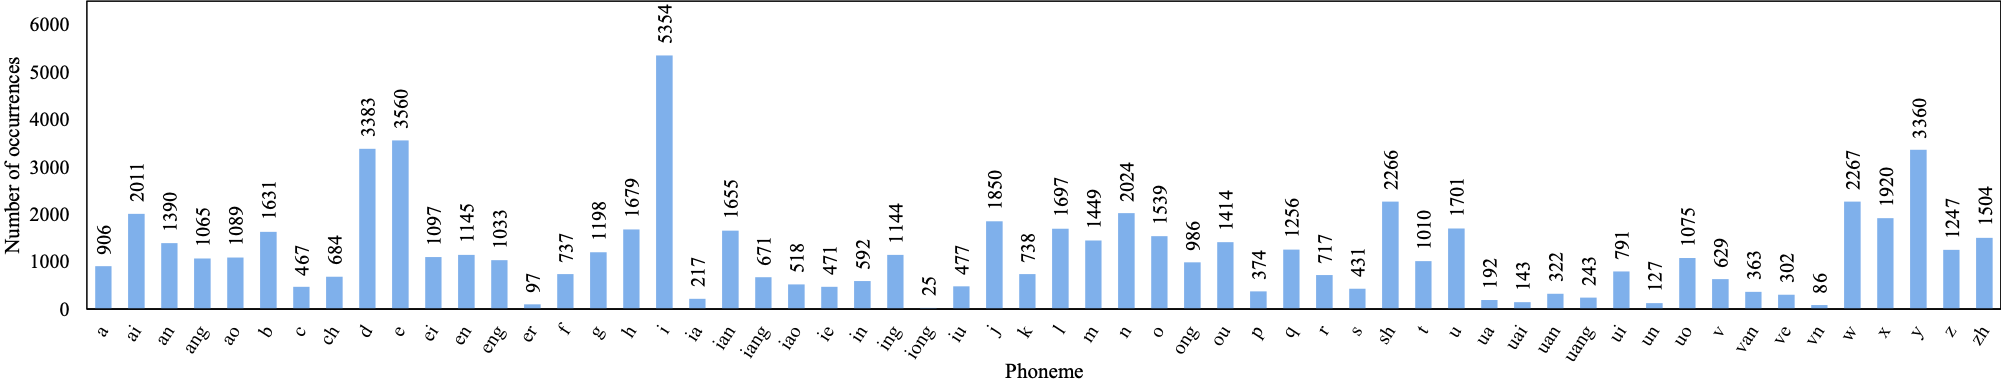 Number of occurrences
6000
5000
4000
3000
2000
1000
0
906 2011 1390 1065 1089 1631 467 684 3383 3560 1097 1145 1033 97 737 1198 1679 5354 217 1655 671 518 471 592 1144 25 477 1850 738 1697 1449 2024 1539 986 1414 374 1256 717 431 2266 1010 1701 192 143 322 243 791 127 1075 629 363 302 86 2267 1920 3360 1247 1504
a ai an ang ao b c ch d e ei en eng er f g h i ia ian iang iao ie in ing iong iu j k l m n o ong ou p q r s sh t u ua uai uan uang ui un uo v van ve vn w x y z zh
Phoneme